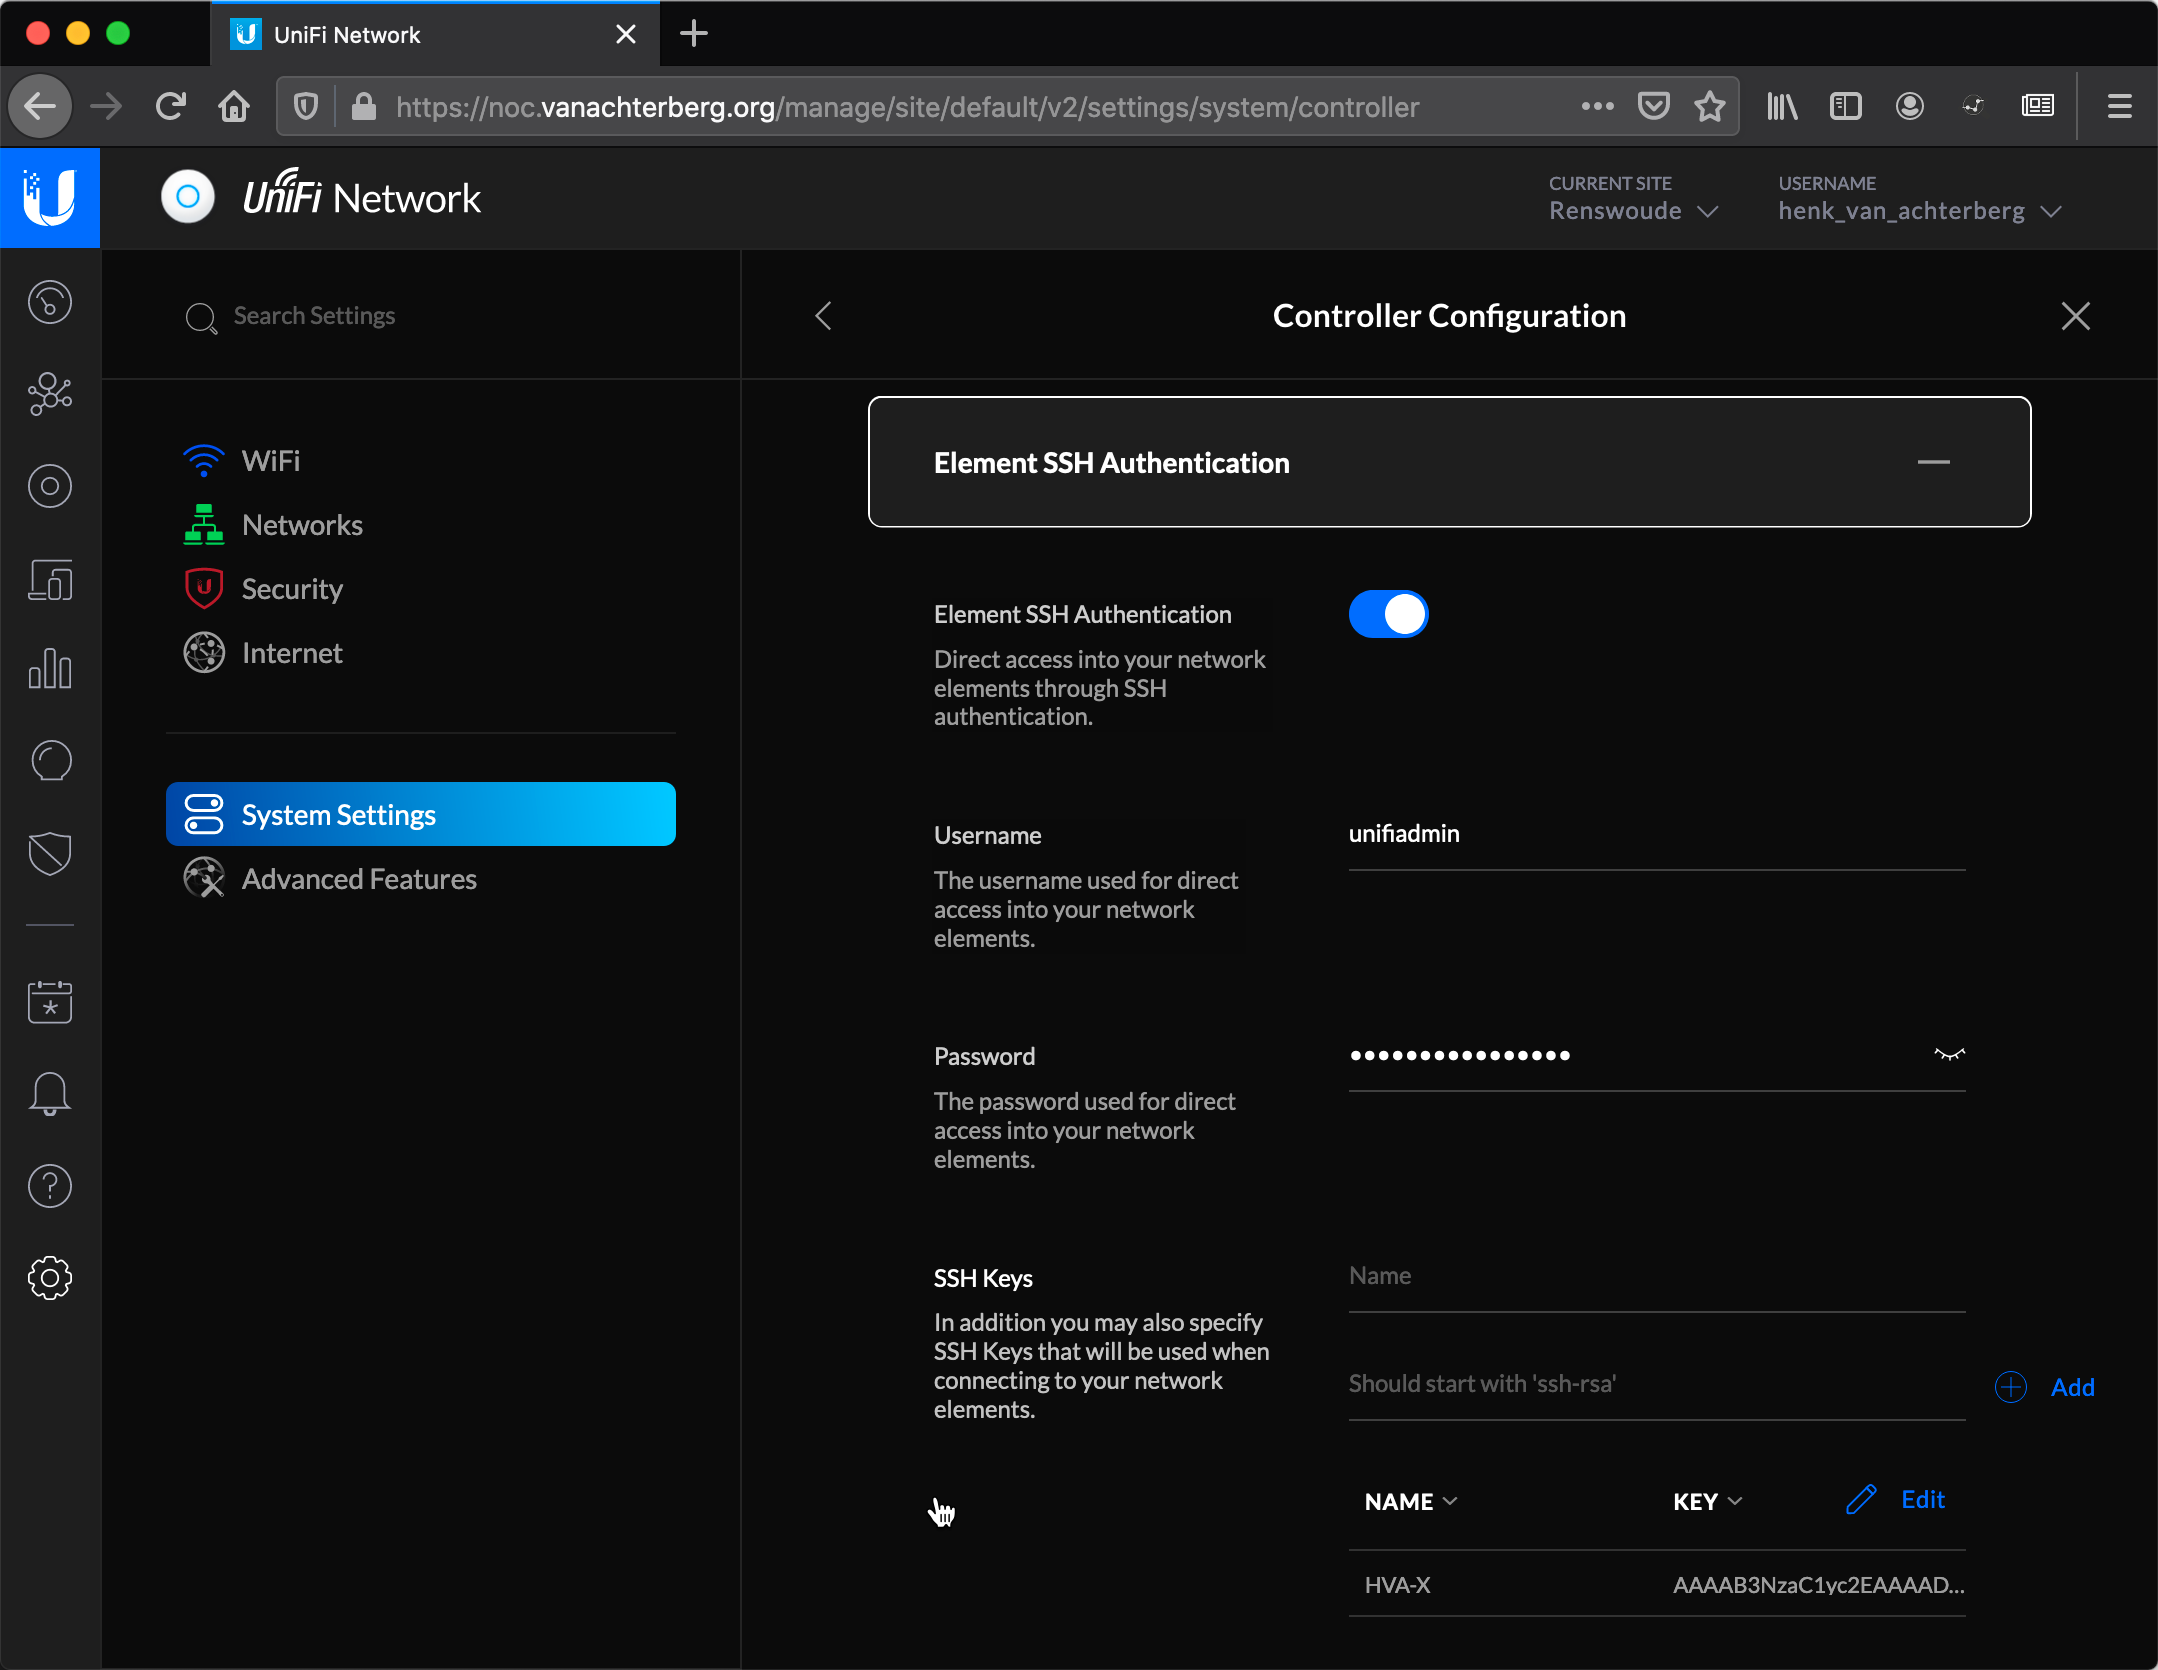 UniFi Network
https://noc.vanachterberg.org/manage/site/default/v2/settings/system/controller
UniFi Network
CURRENT SITE
Renswoude
USERNAME
henk_van_achterberg
Search Settings
Controller Configuration
WiFi
Networks
Security
Internet
System Settings
Advanced Features
Element SSH Authentication
Element SSH Authentication
Direct access into your network
elements through SSH
authentication.
Username
unifiadmin
The username used for direct
access into your network
elements.
Password
••••••••••••••••
The password used for direct
access into your network
elements.
SSH Keys
Name
In addition you may also specify
SSH Keys that will be used when
connecting to your network
elements.
Should start with 'ssh-rsa'
Add
NAME KEY Edit
HVA-X AAAAB3NzaC1yc2EAAAAD...